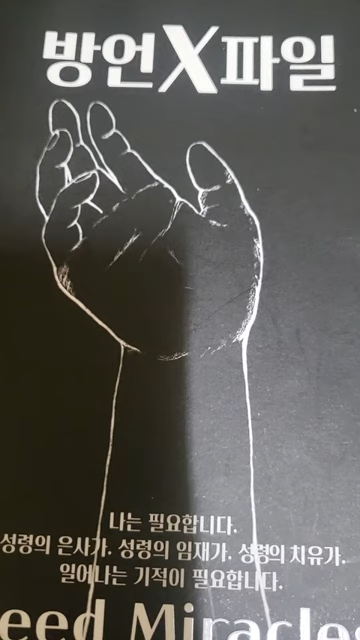 방언X파일
나는 필요합니다.
성령의 은사가. 성령의 임재가. 성령의 치유가.
일어나는 기적이 필요합니다.
eed Miracle